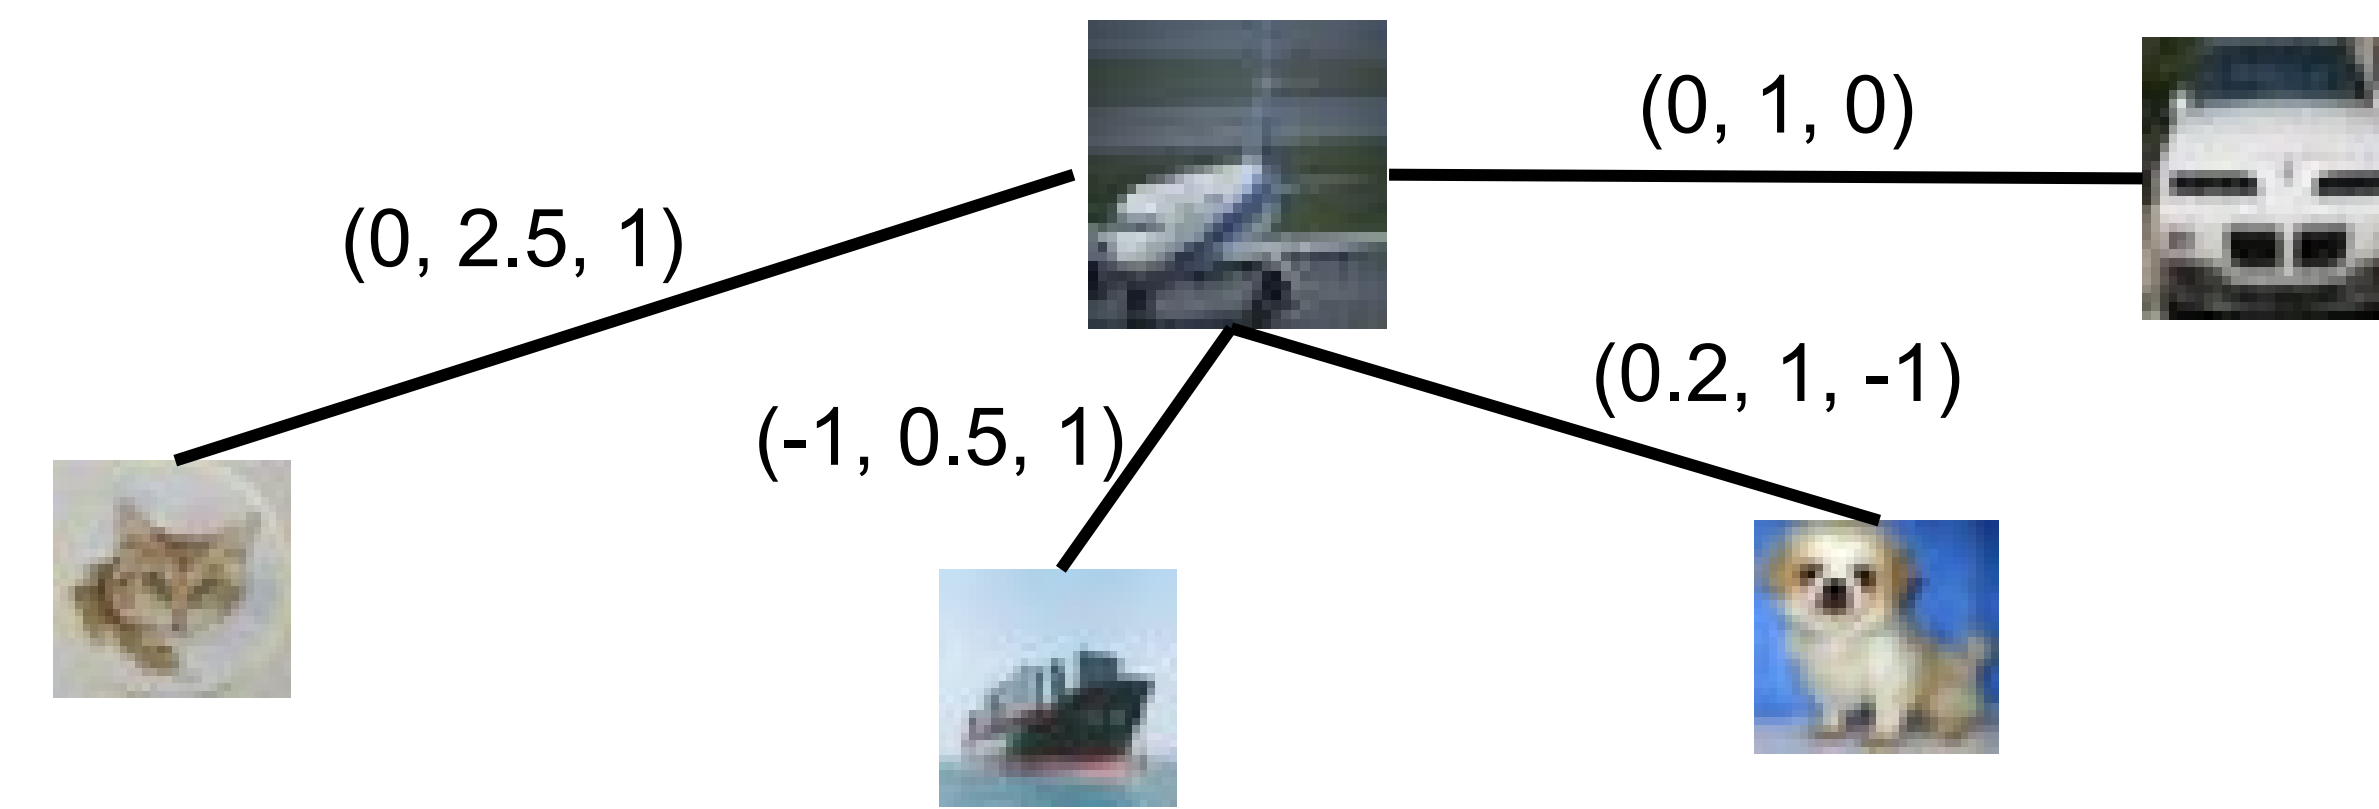 (0, 1, 0)
(0, 2.5, 1)
(0.2, 1, -1)
(-1, 0.5, 1)